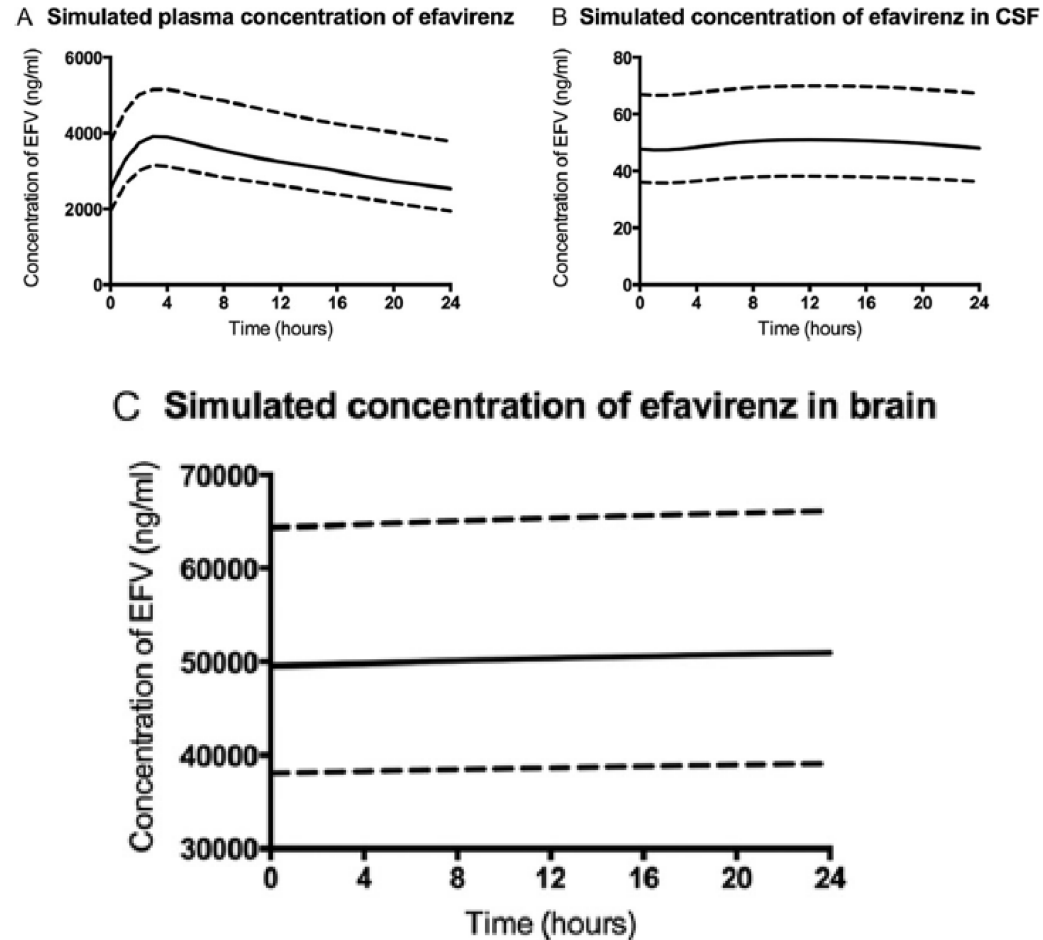 A Simulated plasma concentration of efavirenz
Concentration of EFV (ng/ml)
6000
4000
2000
0
0 4 8 12 16 20 24
Time (hours)
B Simulated concentration of efavirenz in CSF
Concentration of EFV (ng/ml)
80
60
40
20
0
0 4 8 12 16 20 24
Time (hours)
C Simulated concentration of efavirenz in brain
Concentration of EFV (ng/ml)
70000
60000
50000
40000
30000
0 4 8 12 16 20 24
Time (hours)